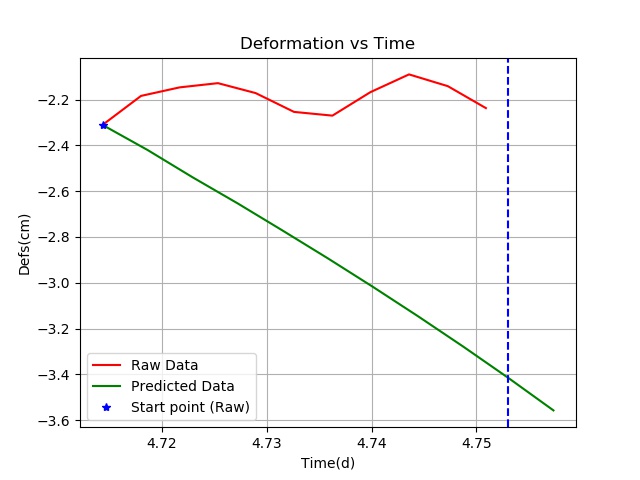 Deformation vs Time
Defs(cm)
−2.2
−2.4
−2.6
−2.8
−3.0
−3.2
−3.4
−3.6
Raw Data
Predicted Data
Start point (Raw)
4.72 4.73 4.74 4.75
Time(d)